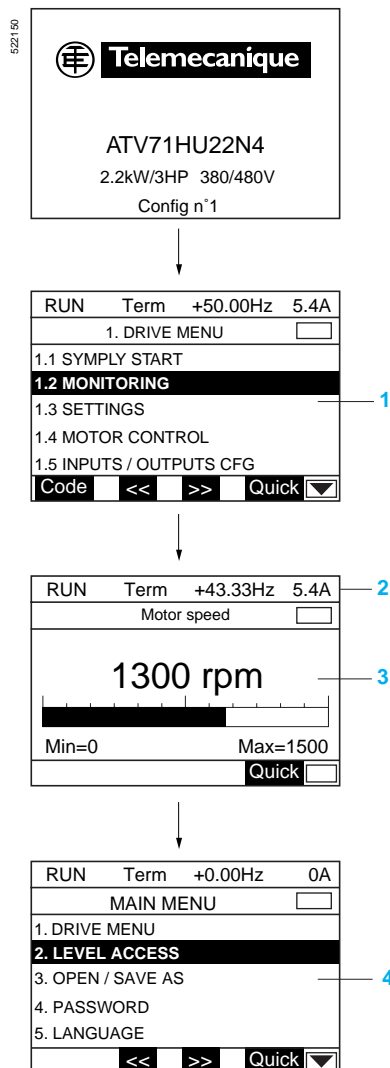 522150
Telemecanique
ATV71HU22N4
2.2kW/3HP 380/480V
Config n°1
RUN Term +50.00Hz 5.4A
1. DRIVE MENU
1.1 SYMPLY START
1.2 MONITORING
1.3 SETTINGS
1.4 MOTOR CONTROL
1.5 INPUTS / OUTPUTS CFG
Code << >> Quick
1
RUN Term +43.33Hz 5.4A
2
Motor speed
1300 rpm
3
Min=0 Max=1500
Quick
RUN Term +0.00Hz 0A
MAIN MENU
1. DRIVE MENU
2. LEVEL ACCESS
3. OPEN / SAVE AS
4
4. PASSWORD
5. LANGUAGE
<< >> Quick